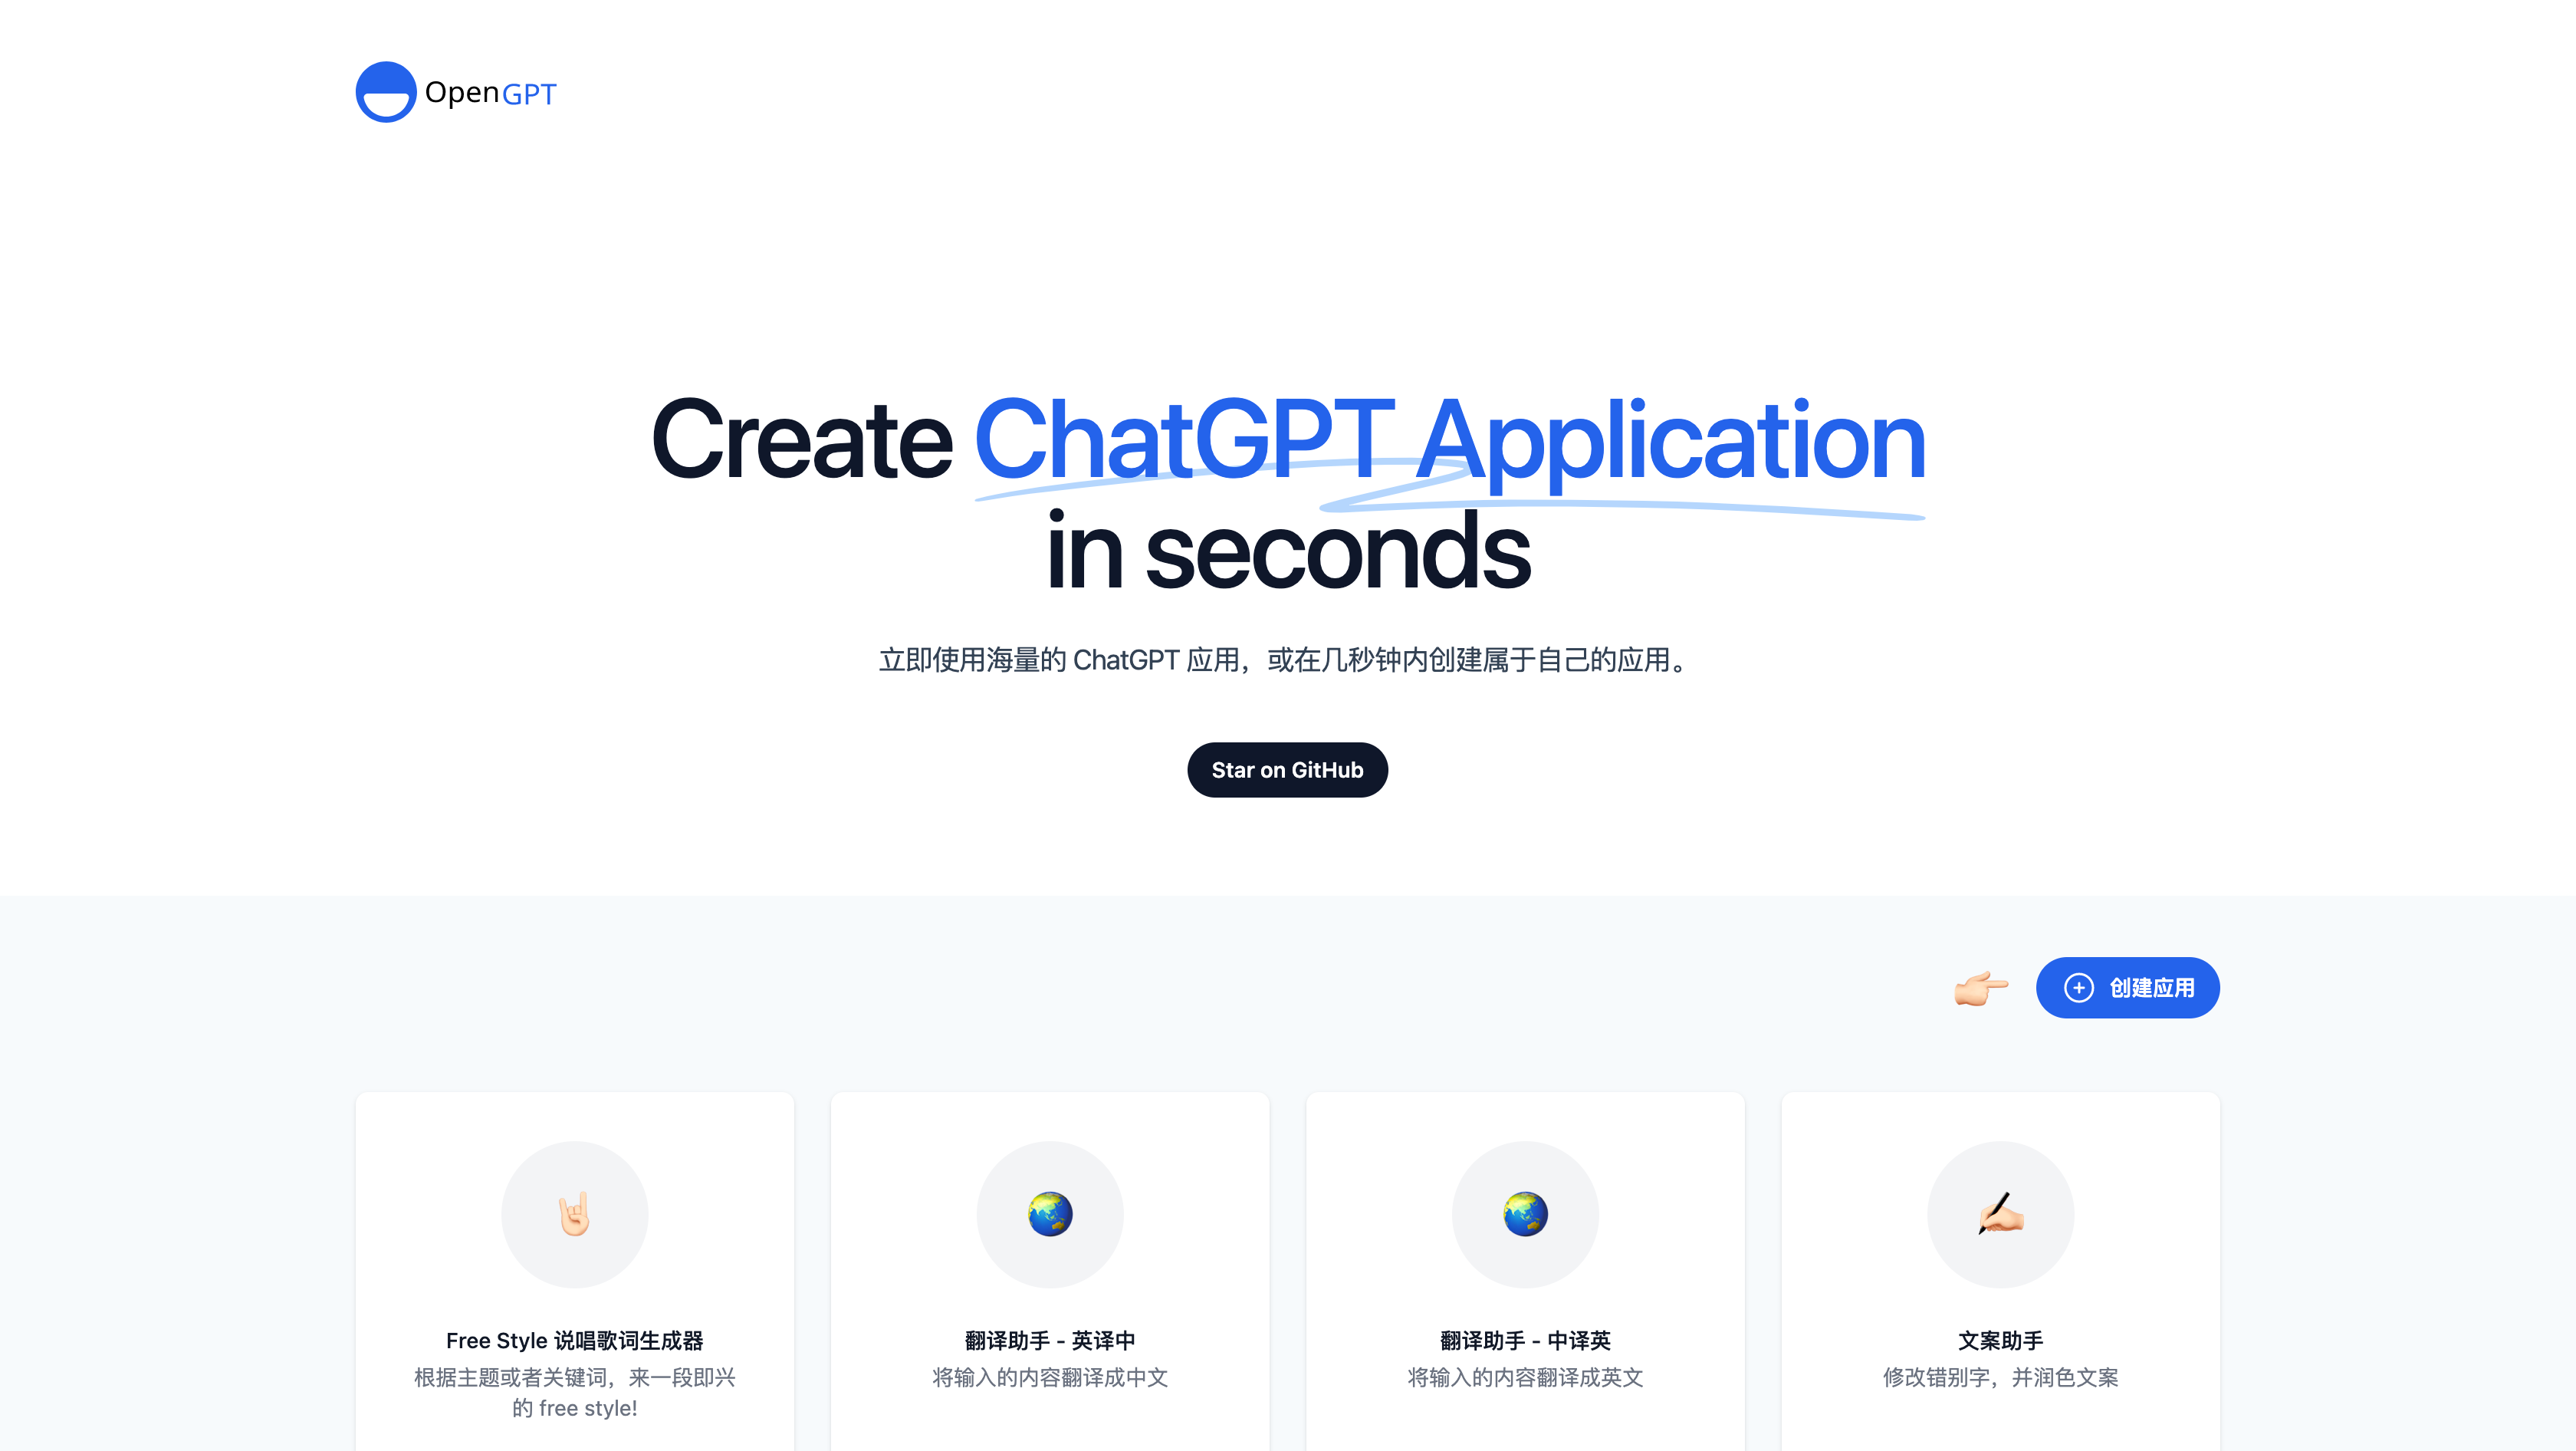 OpenGPT
Create ChatGPT Application
in seconds
立即使用海量的 ChatGPT 应用，或在几秒钟内创建属于自己的应用。
Star on GitHub
创建应用
Free Style 说唱歌词生成器
根据主题或者关键词，来一段即兴
的 free style!
翻译助手 - 英译中
将输入的内容翻译成中文
翻译助手 - 中译英
将输入的内容翻译成英文
文案助手
修改错别字，并润色文案